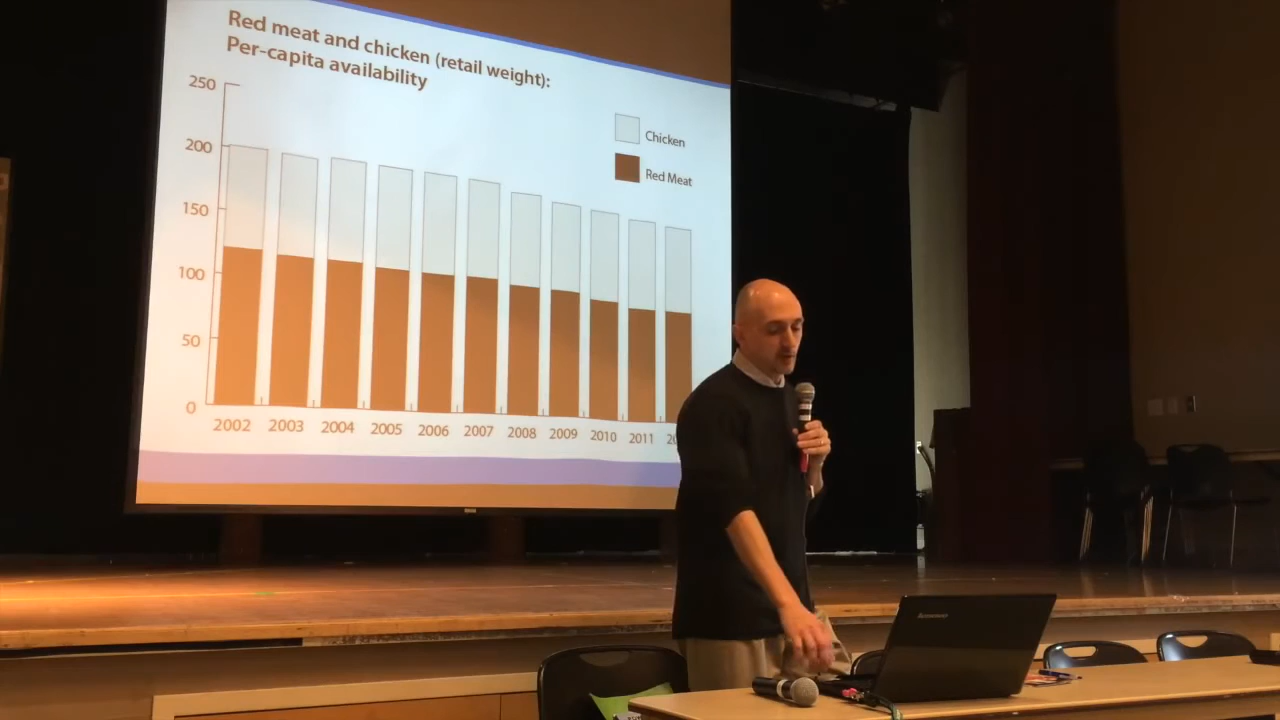 Red meat and chicken (retail weight):
Per-capita availability
250
200
150
100
50
0
Chicken
Red Meat
2002 2003 2004 2005 2006 2007 2008 2009 2010 2011
lenovo